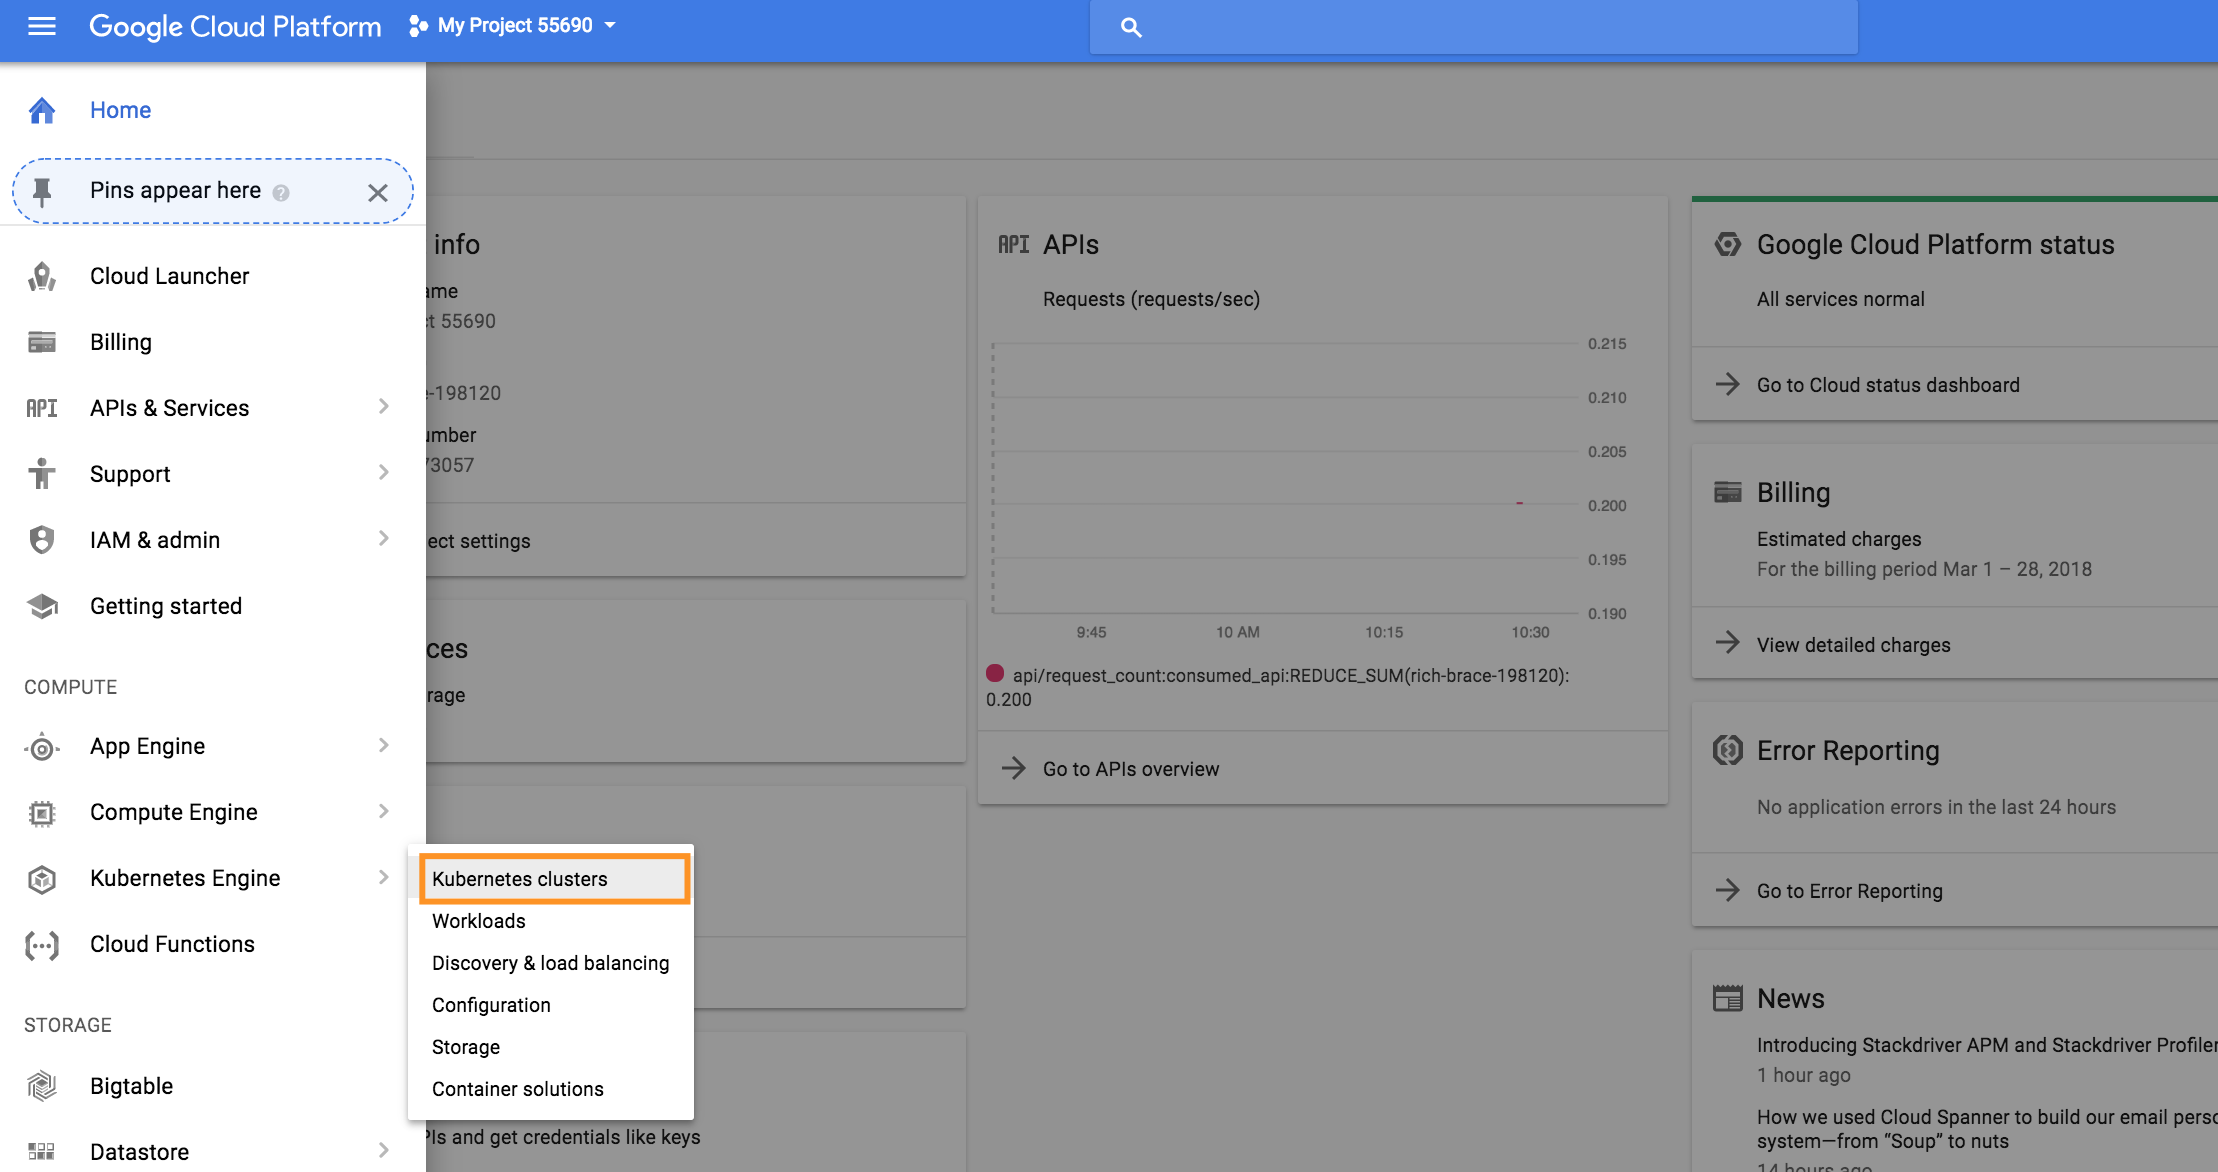 Google Cloud Platform My Project 55690
Home
Pins appear here
Cloud Launcher
Billing
API APIs & Services
Support
IAM & admin
Getting started
COMPUTE
App Engine
Compute Engine
Kubernetes Engine
Cloud Functions
STORAGE
Bigtable
Datastore
Kubernetes clusters
Workloads
Discovery & load balancing
Configuration
Storage
Container solutions
info
ame
ct 55690
e-198120
umber
73057
ect settings
ces
rage
PIs and get credentials like keys
API APIs
Requests (requests/sec)
0.215
0.210
0.205
0.200
0.195
0.190
9:45 10 AM 10:15 10:30
api/request_count:consumed_api:REDUCE_SUM(rich-brace-198120):
0.200
Go to APIs overview
Google Cloud Platform status
All services normal
Go to Cloud status dashboard
Billing
Estimated charges
For the billing period Mar 1 – 28, 2018
View detailed charges
Error Reporting
No application errors in the last 24 hours
Go to Error Reporting
News
Introducing Stackdriver APM and Stackdriver Profiler
1 hour ago
How we used Cloud Spanner to build our email perso
system—from “Soup” to nuts
14 hours ago